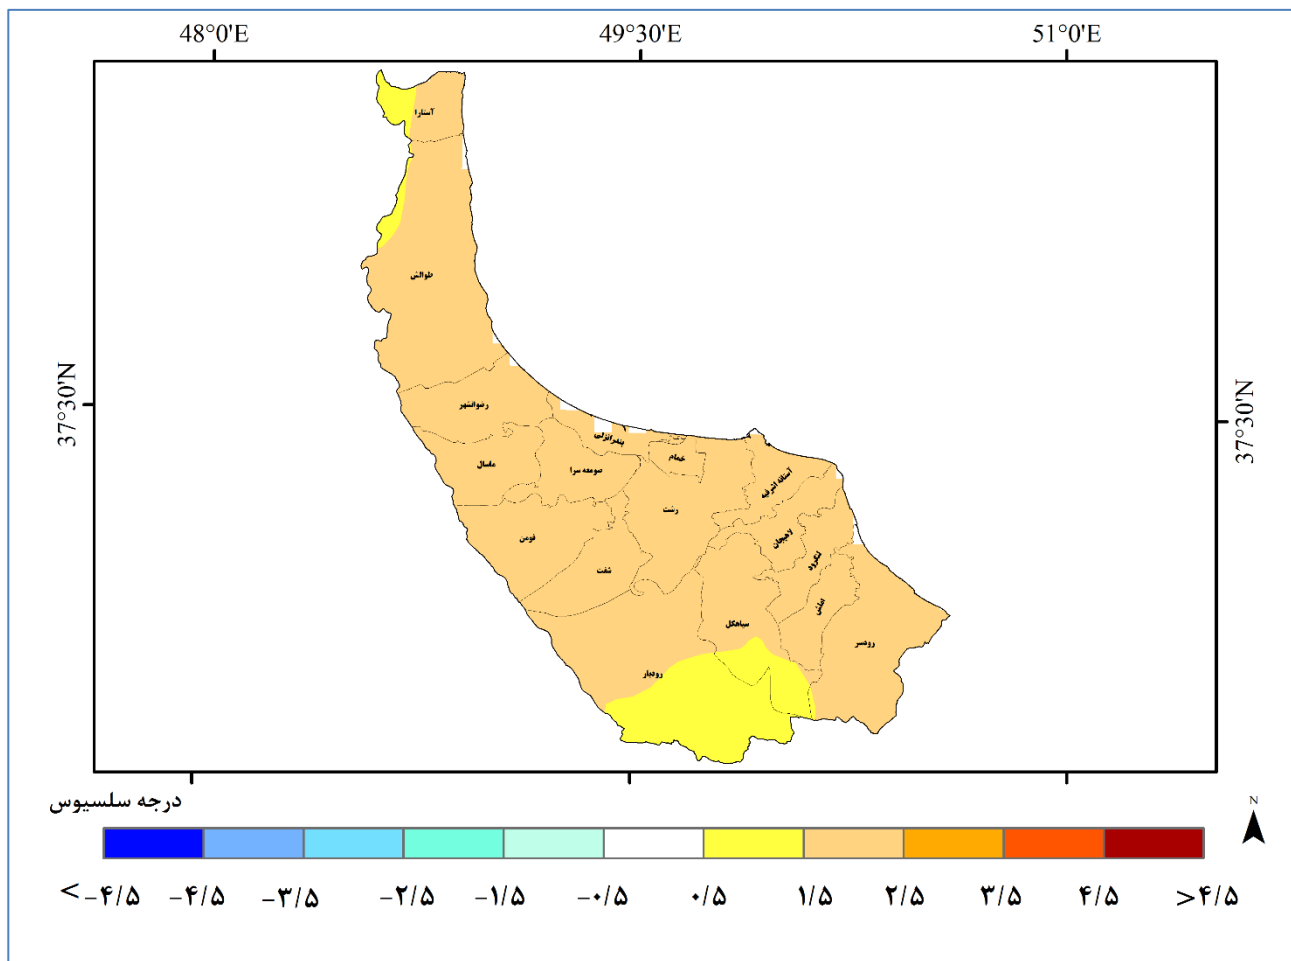 48°0'E 49°30'E 51°0'E
آستارا
طوالش
37°30'N 37°30'N
رضوانشهر
بندرانزلی
خمام
ماسال
صومعه سرا
آستانه اشرفیه
رشت
فومن
لاهیجان
لنگرود
شفت
املش
سیاهکل
رودسر
رودبار
درجه سلسیوس
N
<-۴/۵ -۴/۵ -۳/۵ -۲/۵ -۱/۵ -۰/۵ ۰/۵ ۱/۵ ۲/۵ ۳/۵ ۴/۵ >۴/۵